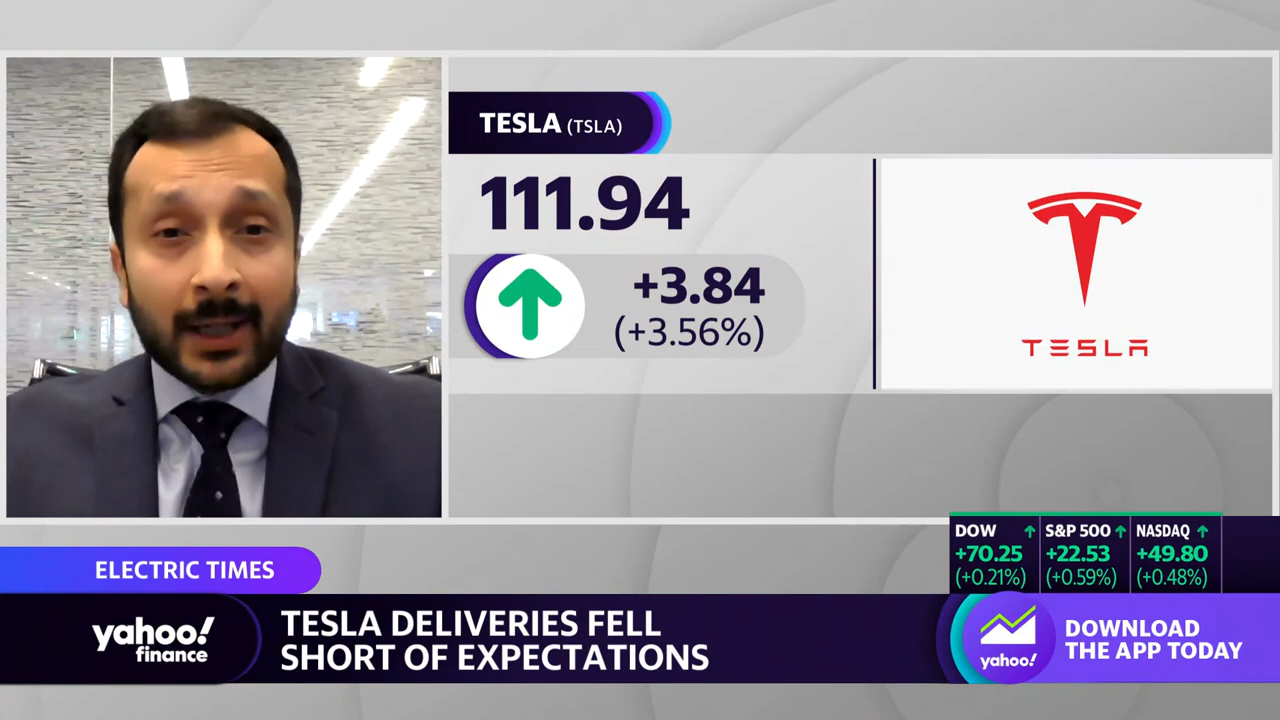 TESLA (TSLA)
111.94
+3.84
(+3.56%)
TESLA
DOW
+70.25
(+0.21%)
S&P 500
+22.53
(+0.59%)
NASDAQ
+49.80
(+0.48%)
ELECTRIC TIMES
yahoo!
finance
TESLA DELIVERIES FELL
SHORT OF EXPECTATIONS
yahoo!
DOWNLOAD
THE APP TODAY